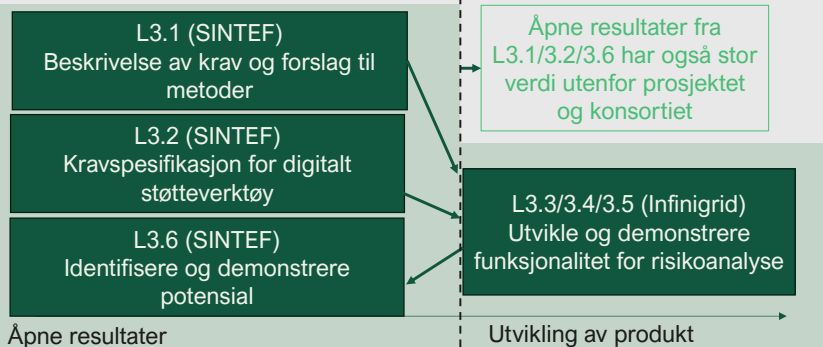 L3.1 (SINTEF)
Beskrivelse av krav og forslag til
metoder
L3.2 (SINTEF)
Kravspesifikasjon for digitalt
støtteverktøy
L3.6 (SINTEF)
Identifisere og demonstrere
potensial
Åpne resultater
Åpne resultater fra
L3.1/3.2/3.6 har også stor
verdi utenfor prosjektet
og konsortiet
L3.3/3.4/3.5 (Infinigrid)
Utvikle og demonstrere
funksjonalitet for risikoanalyse
Utvikling av produkt